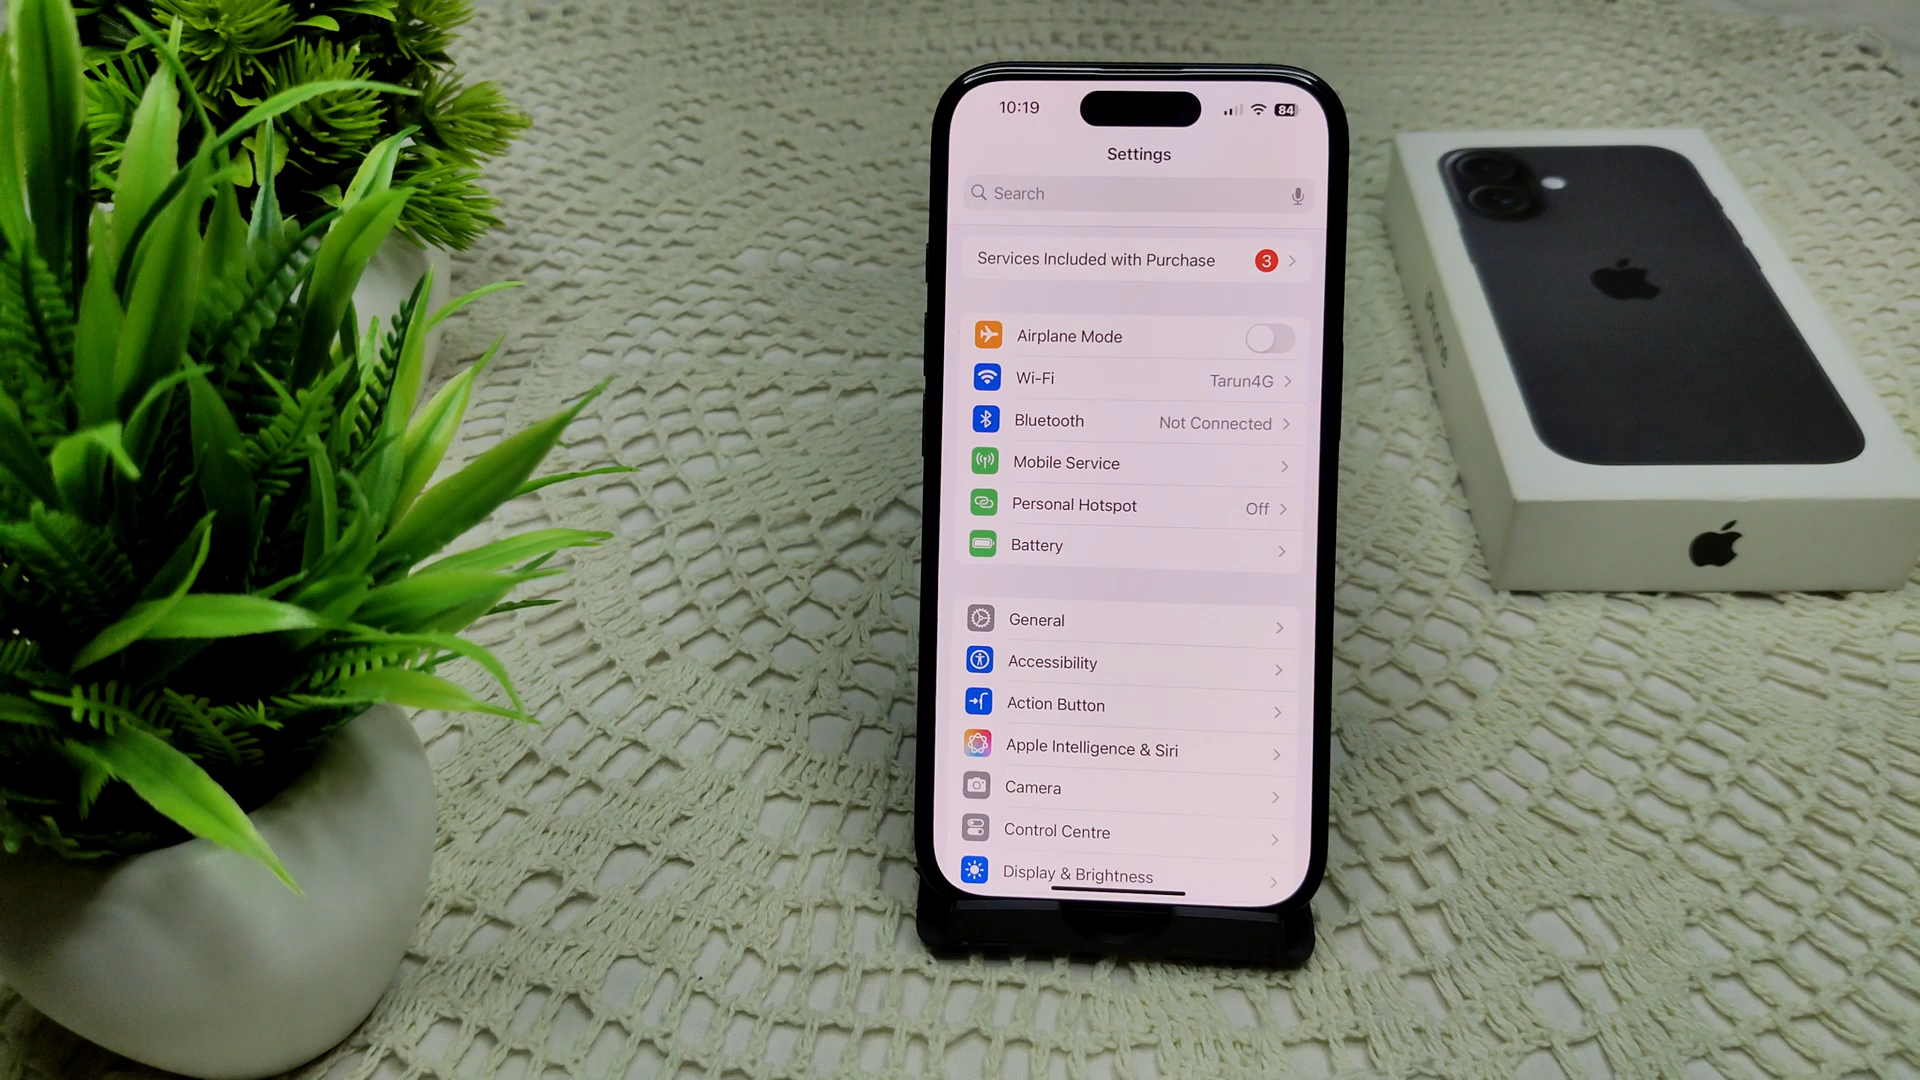 10:19 84
Settings
Search
Services Included with Purchase 3
Airplane Mode
Wi-Fi Tarun4G
Bluetooth Not Connected
Mobile Service
Personal Hotspot Off
Battery
General
Accessibility
Action Button
Apple Intelligence & Siri
Camera
Control Centre
Display & Brightness